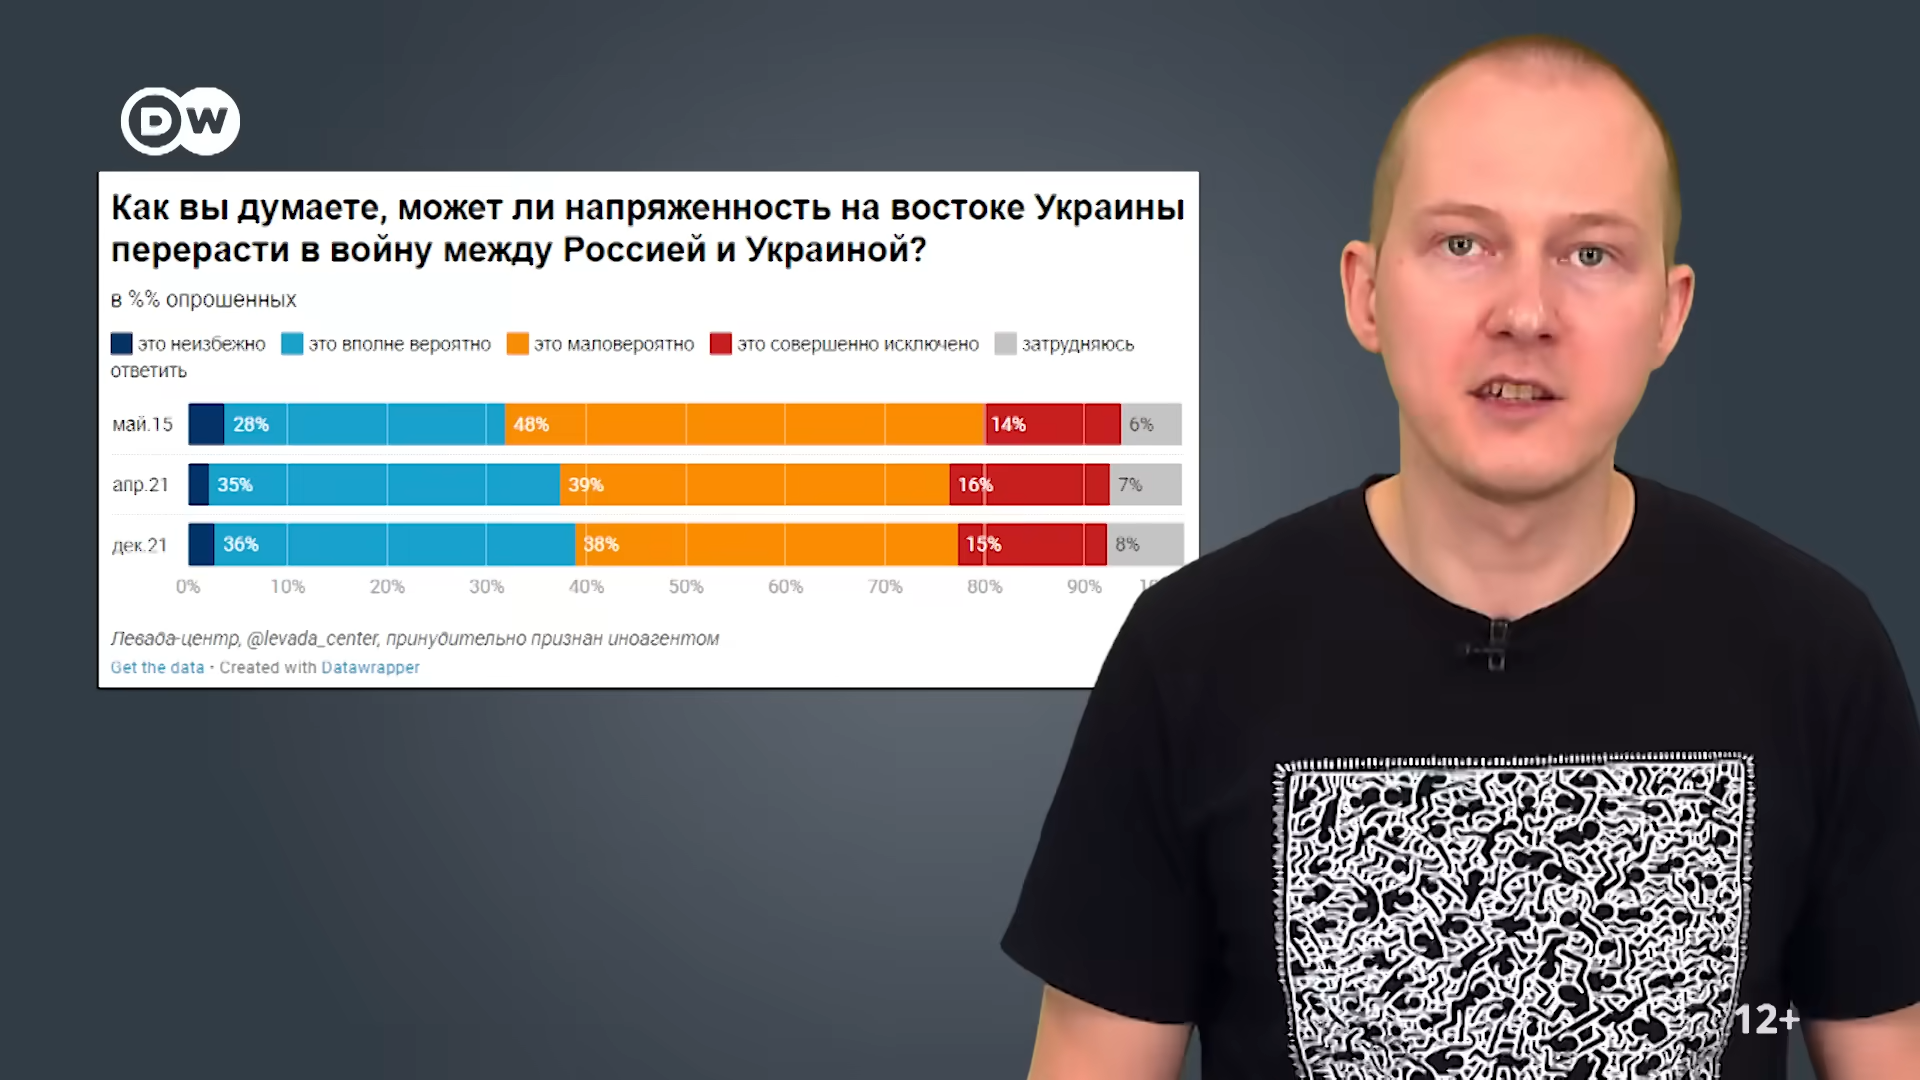 DW
Как вы думаете, может ли напряженность на востоке Украины
перерасти в войну между Россией и Украиной?
в %% опрошенных
это неизбежно это вполне вероятно это маловероятно это совершенно исключено затрудняюсь
ответить
май.15 28% 48% 14% 6%
апр.21 35% 39% 16% 7%
дек.21 36% 38% 15% 8%
0% 10% 20% 30% 40% 50% 60% 70% 80% 90%
Левада-центр, @levada_center, принудительно признан иноагентом
Get the data · Created with Datawrapper
12+